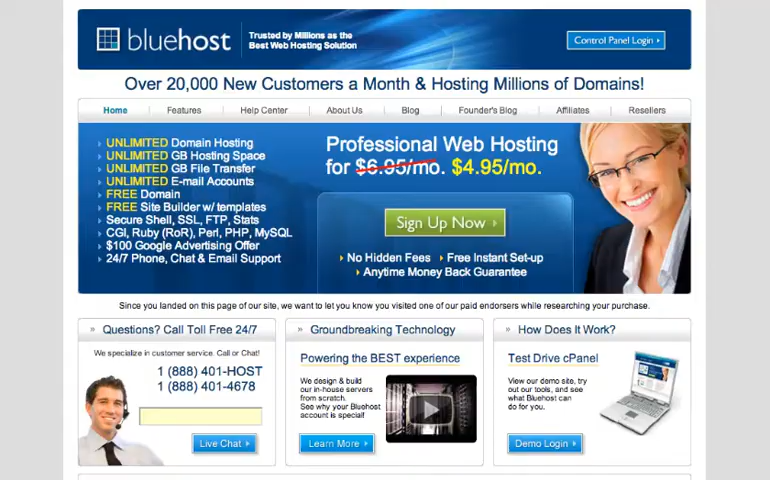 bluehost
Trusted by Millions as the
Best Web Hosting Solution
Control Panel Login
Over 20,000 New Customers a Month & Hosting Millions of Domains!
Home Features Help Center About Us Blog Founder's Blog Affiliates Resellers
UNLIMITED Domain Hosting
UNLIMITED GB Hosting Space
UNLIMITED GB File Transfer
UNLIMITED E-mail Accounts
FREE Domain
FREE Site Builder w/ templates
Secure Shell, SSL, FTP, Stats
CGI, Ruby (RoR), Perl, PHP, MySQL
$100 Google Advertising Offer
24/7 Phone, Chat & Email Support
Professional Web Hosting
for $6.95/mo. $4.95/mo.
Sign Up Now
No Hidden Fees Free Instant Set-up
Anytime Money Back Guarantee
Since you landed on this page of our site, we want to let you know you visited one of our paid endorsers while researching your purchase.
» Questions? Call Toll Free 24/7
We specialize in customer service. Call or Chat!
1 (888) 401-HOST
1 (888) 401-4678
Live Chat
» Groundbreaking Technology
Powering the BEST experience
We design & build
our in-house servers
from scratch.
See why your Bluehost
account is special!
Learn More
» How Does It Work?
Test Drive cPanel
View our demo site, try
out our tools, and see
what Bluehost can
do for you.
Demo Login